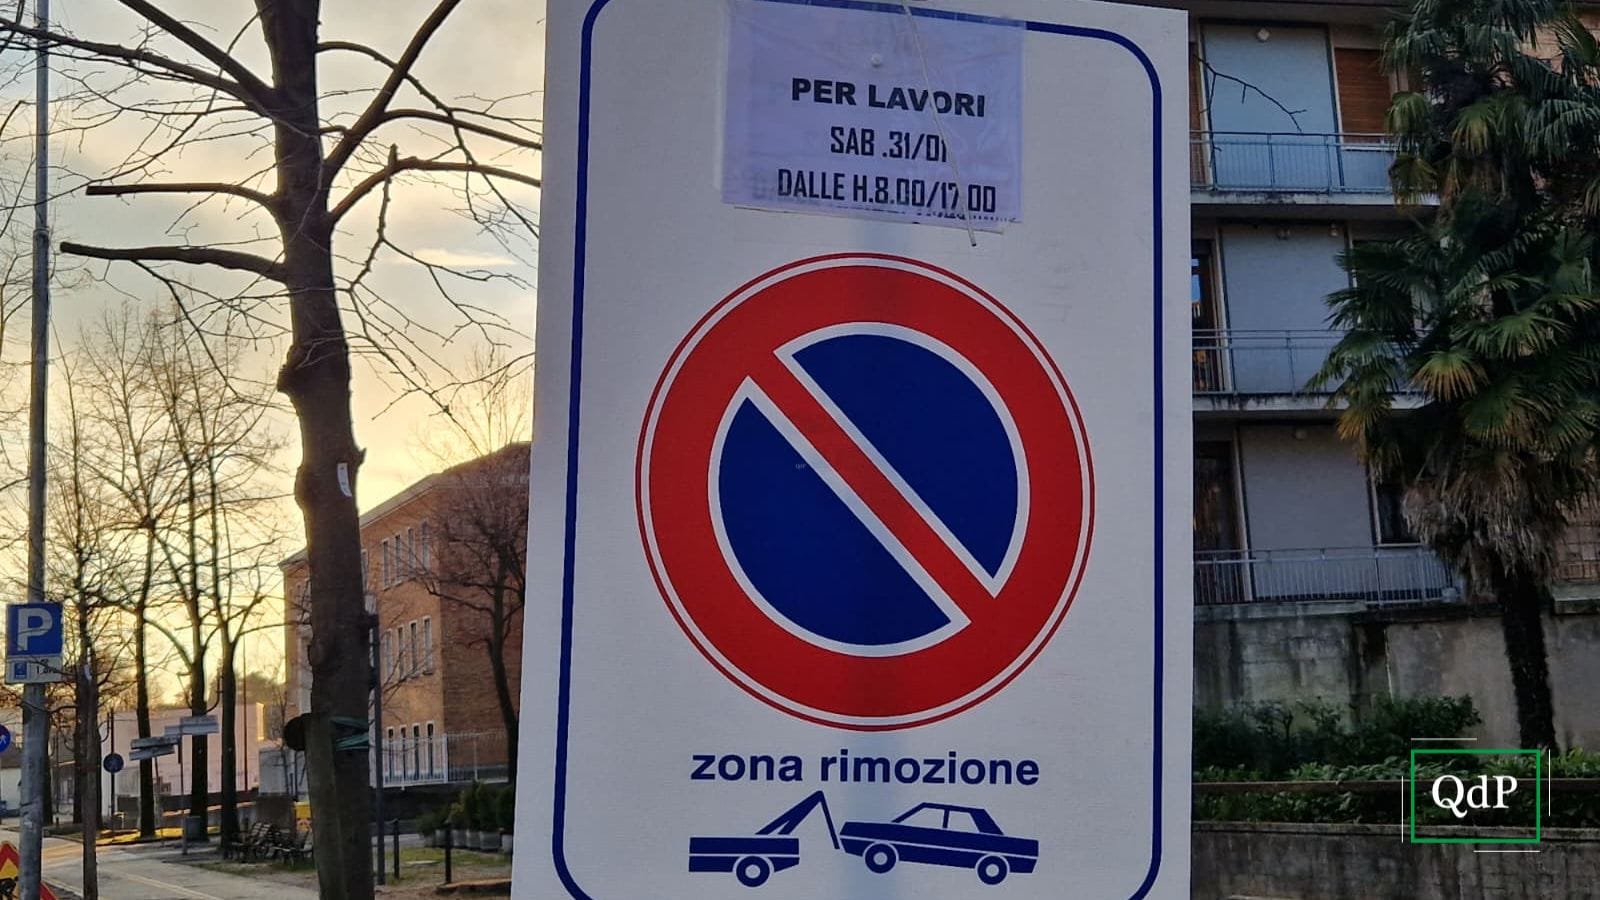 PER LAVORI
SAB .31/01
DALLE H.8.00/17.00
zona rimozione
P
QdP